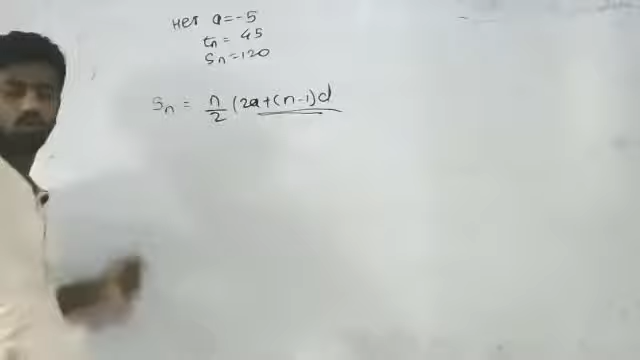 Her a = -5
tn = 45
Sn = 120
Sn = n/2 (2a + (n-1)d